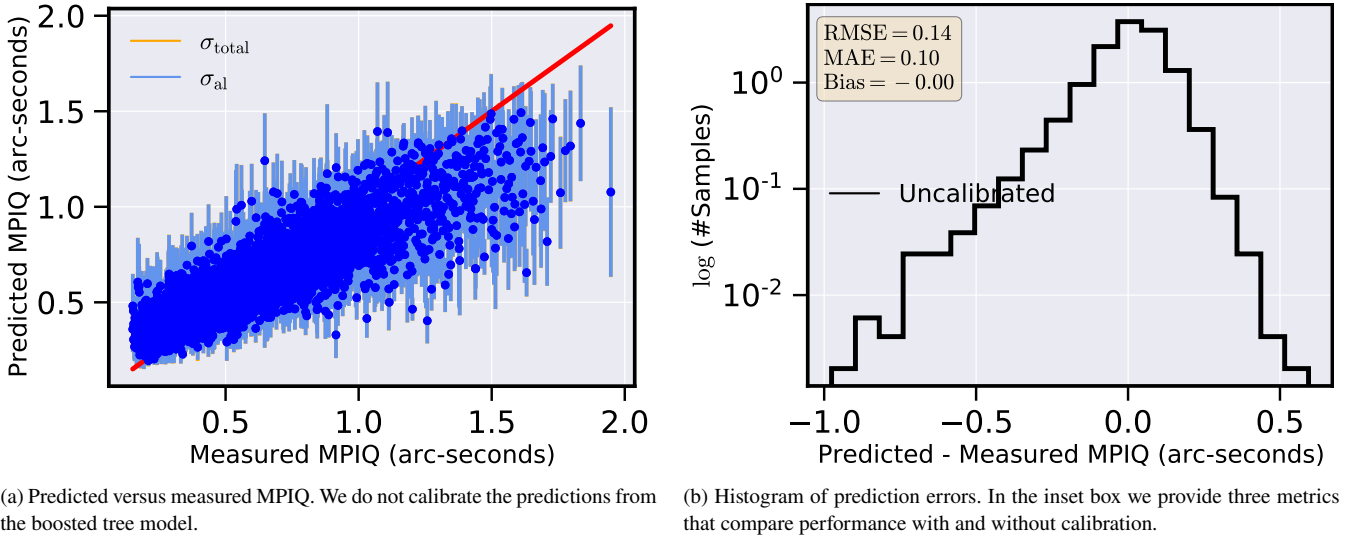 Predicted MPIQ (arc-seconds)
2.0
1.5
1.0
0.5
σtotal
σal
0.5 1.0 1.5 2.0
Measured MPIQ (arc-seconds)
(a) Predicted versus measured MPIQ. We do not calibrate the predictions from
the boosted tree model.
log (#Samples)
10^0
10^-1
10^-2
RMSE = 0.14
MAE = 0.10
Bias = −0.00
Uncalibrated
−1.0 −0.5 0.0 0.5
Predicted - Measured MPIQ (arc-seconds)
(b) Histogram of prediction errors. In the inset box we provide three metrics
that compare performance with and without calibration.